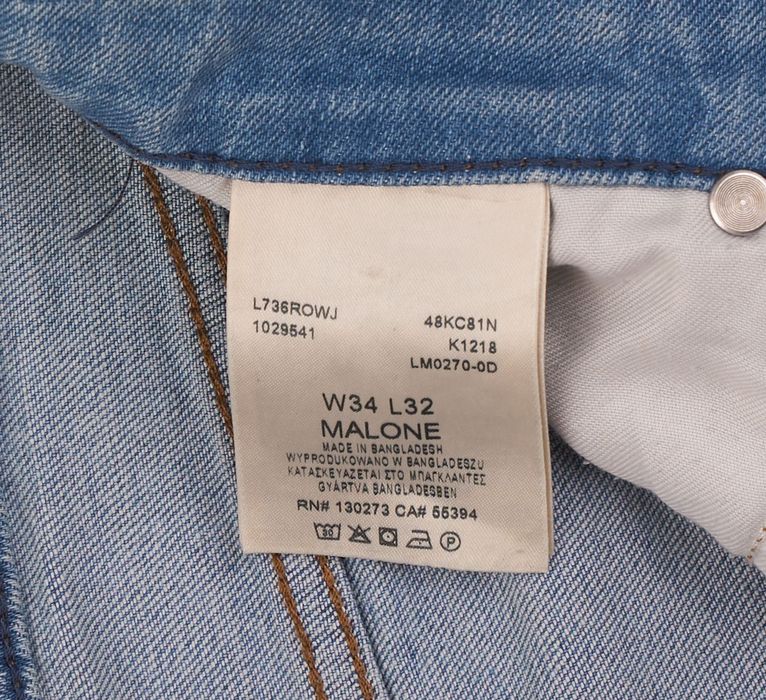 L736ROWJ
1029541
48KC81N
K1218
LM0270-0D
W34 L32
MALONE
MADE IN BANGLADESH
WYPRODUKOWANO W BANGLADESZU
ΚΑΤΑΣΚΕΥΑΖΕΤΑΙ ΣΤΟ ΜΠΑΓΚΛΑΝΤΕΣ
GYÁRTVA BANGLADESBEN
RN# 130273 CA# 55394
30
P